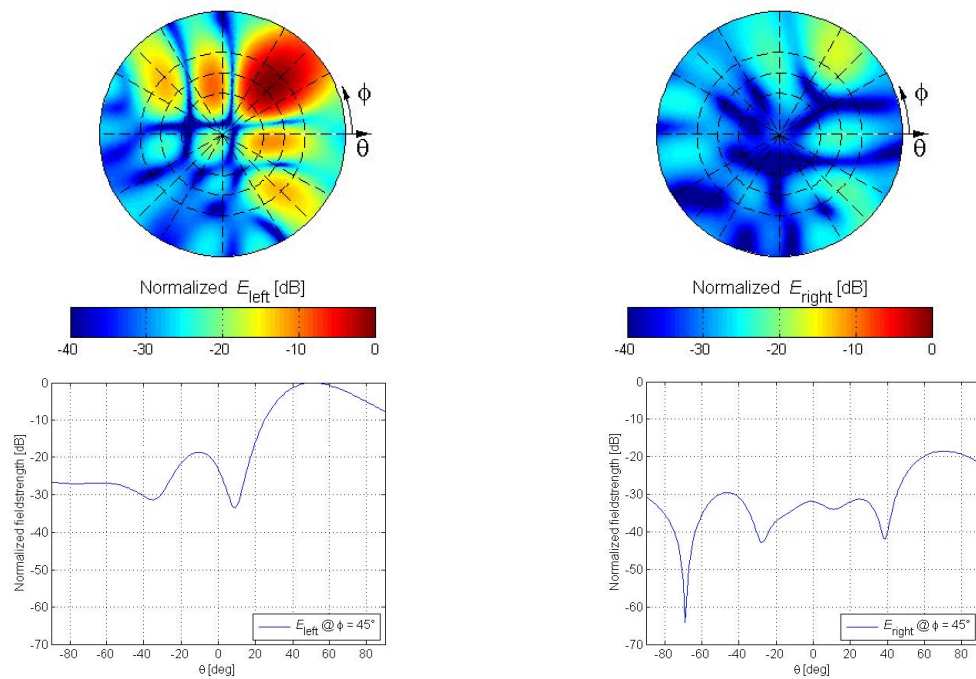 ϕ
θ
ϕ
θ
Normalized E_left [dB]
-40 -30 -20 -10 0
Normalized E_right [dB]
-40 -30 -20 -10 0
Normalized fieldstrength [dB]
0
-10
-20
-30
-40
-50
-60
-70
-80 -60 -40 -20 0 20 40 60 80
θ [deg]
E_left @ ϕ = 45°
Normalized fieldstrength [dB]
0
-10
-20
-30
-40
-50
-60
-70
-80 -60 -40 -20 0 20 40 60 80
θ [deg]
E_right @ ϕ = 45°